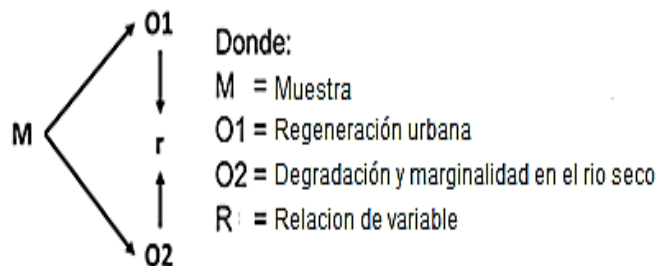 O1
M
r
O2
Donde:
M = Muestra
O1 = Regeneración urbana
O2 = Degradación y marginalidad en el rio seco
R : = Relacion de variable